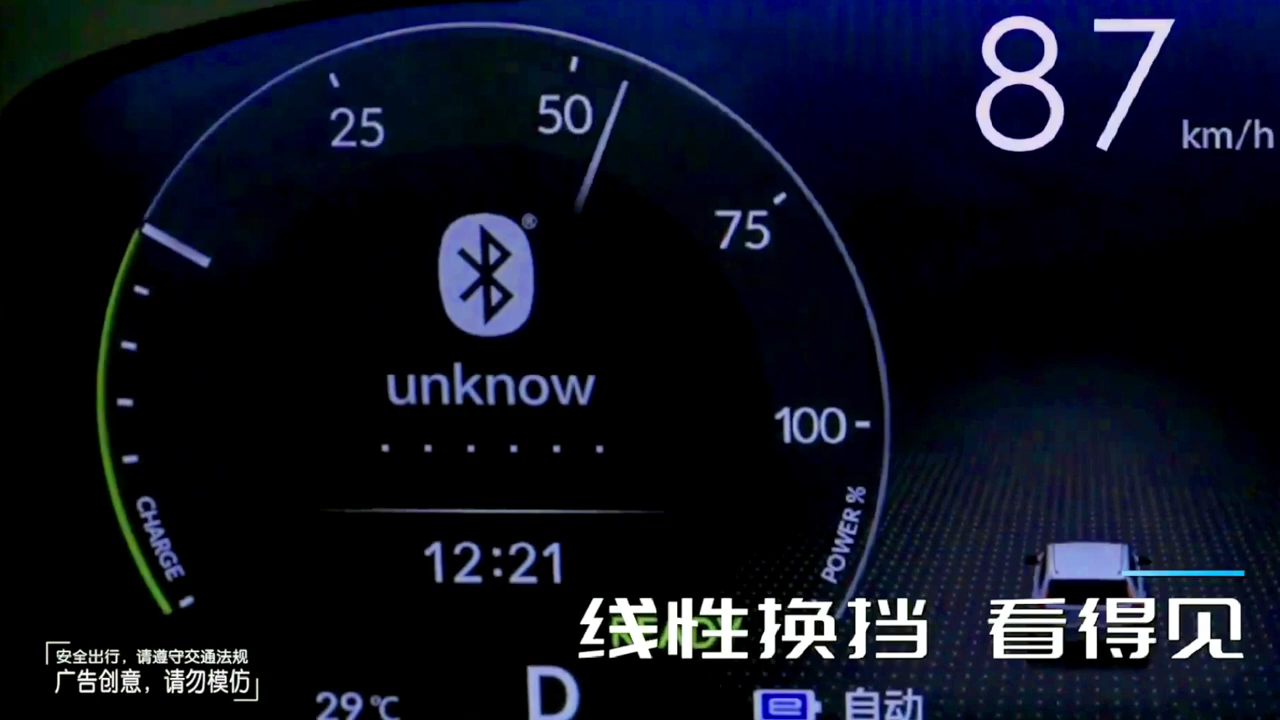 87
km/h
25
50
75
®
unknow
100
CHARGE
POWER %
12:21
线性换挡 看得见
READY
安全出行，请遵守交通法规
广告创意，请勿模仿
29℃
D
自动